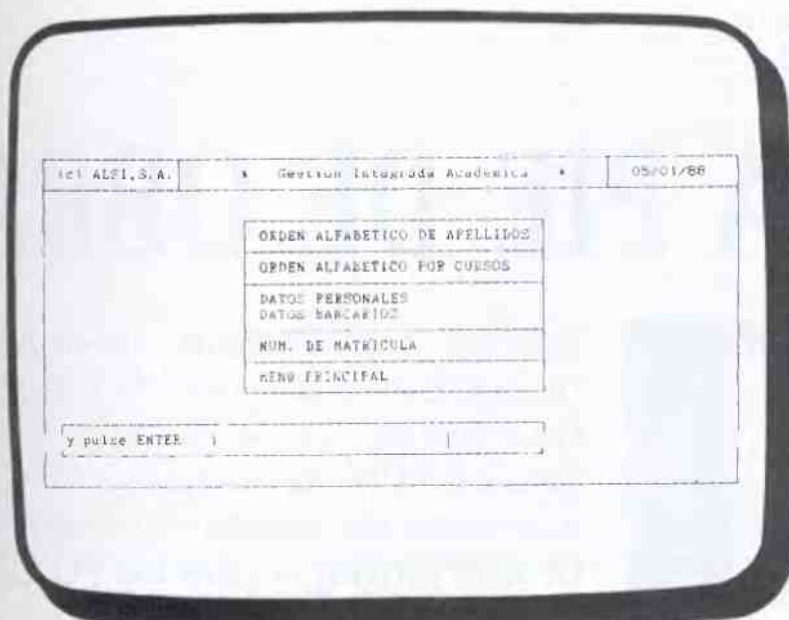 (c) ALSI,S.A. * Gestion Integrada Academica * 05/01/88
ORDEN ALFABETICO DE APELLIDOS
ORDEN ALFABETICO POR CURSOS
DATOS PERSONALES
DATOS BANCARIOS
NUM. DE MATRICULA
MENU PRINCIPAL
y pulse ENTER